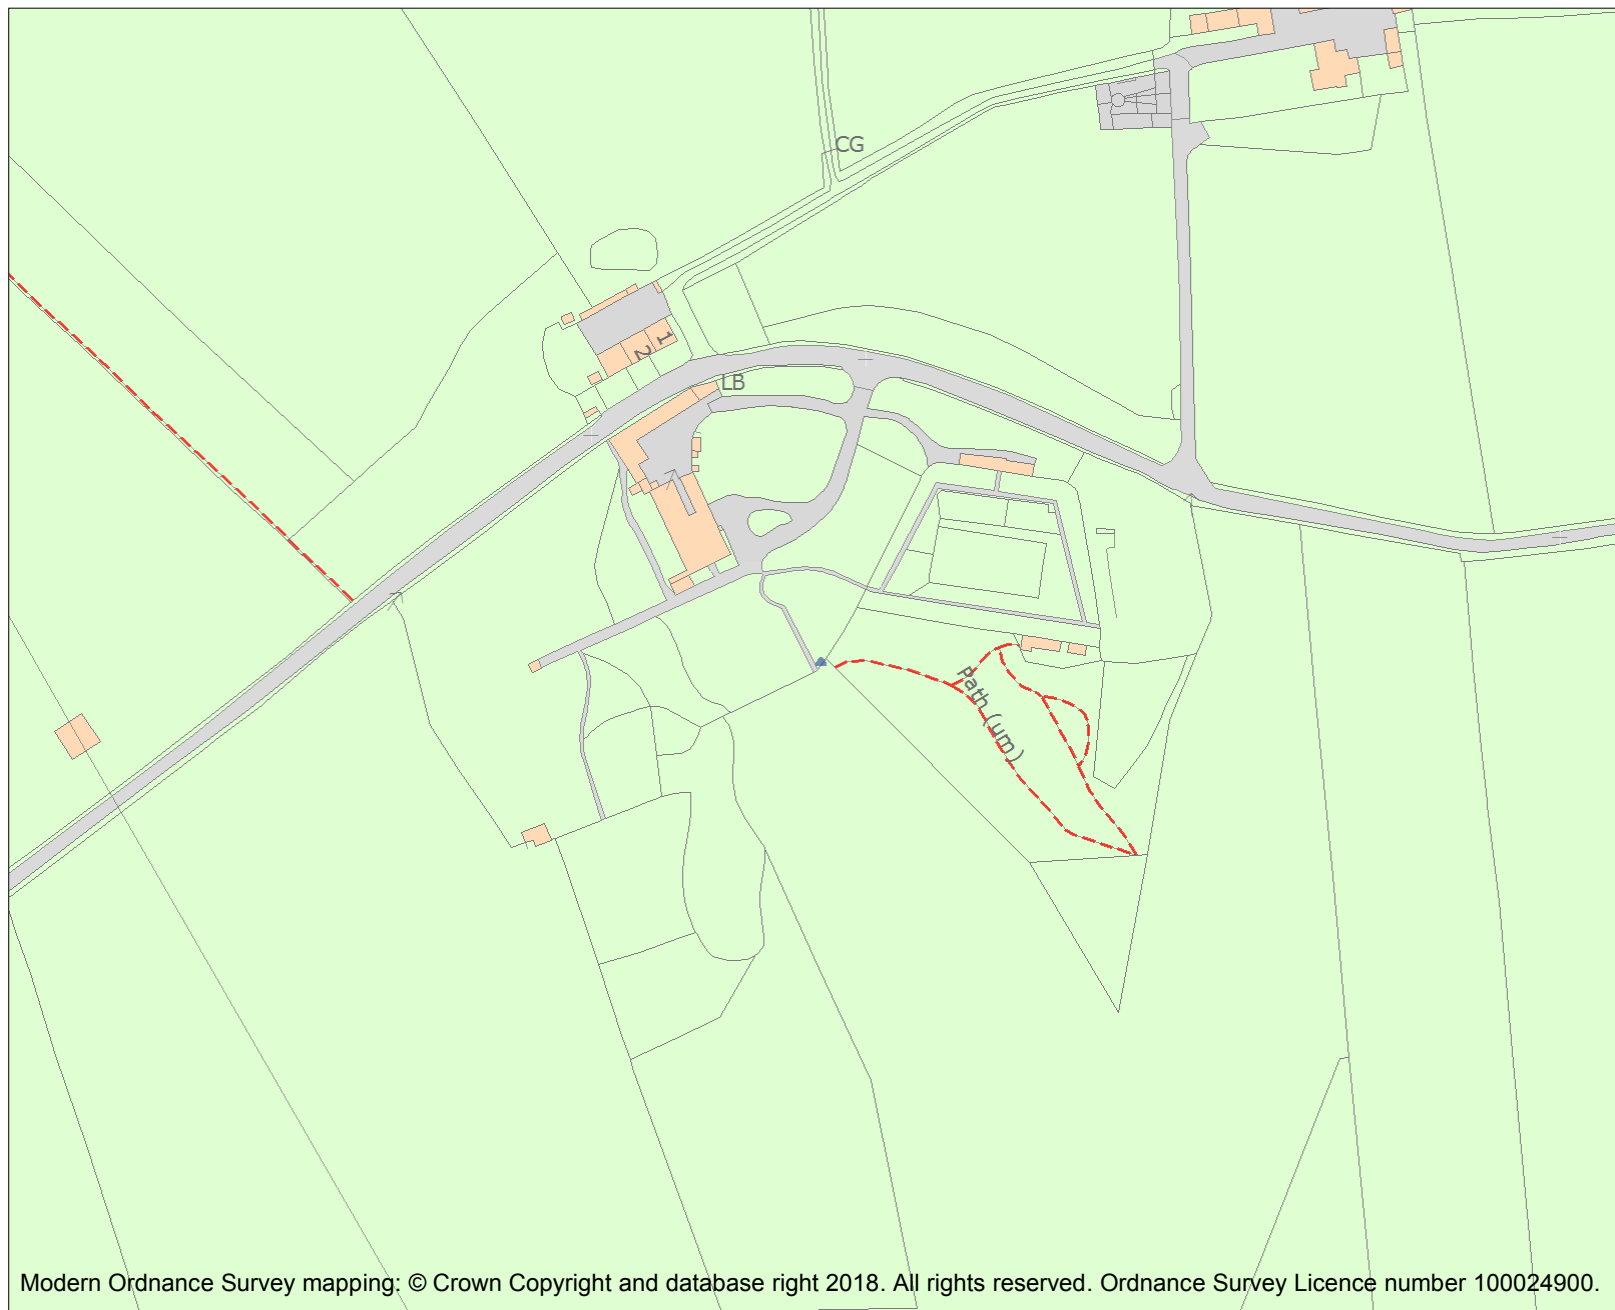 CG
1
2
LB
Path (um)
Modern Ordnance Survey mapping: © Crown Copyright and database right 2018. All rights reserved. Ordnance Survey Licence number 100024900.